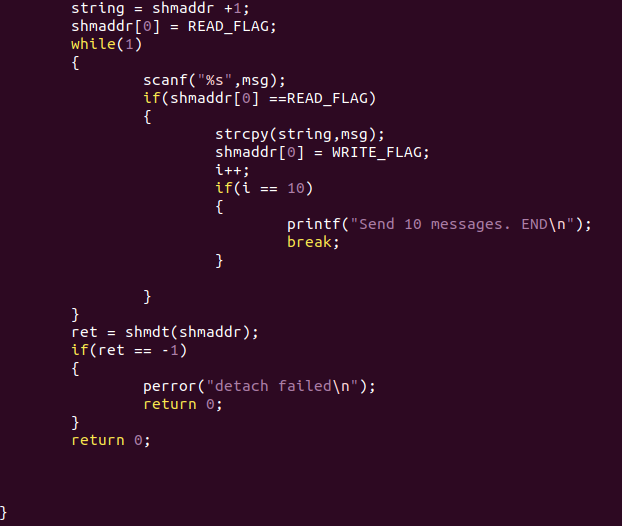 string = shmaddr +1;
shmaddr[0] = READ_FLAG;
while(1)
{
scanf("%s",msg);
if(shmaddr[0] ==READ_FLAG)
{
strcpy(string,msg);
shmaddr[0] = WRITE_FLAG;
i++;
if(i == 10)
{
printf("Send 10 messages. END\n");
break;
}
}
}
ret = shmdt(shmaddr);
if(ret == -1)
{
perror("detach failed\n");
return 0;
}
return 0;
}